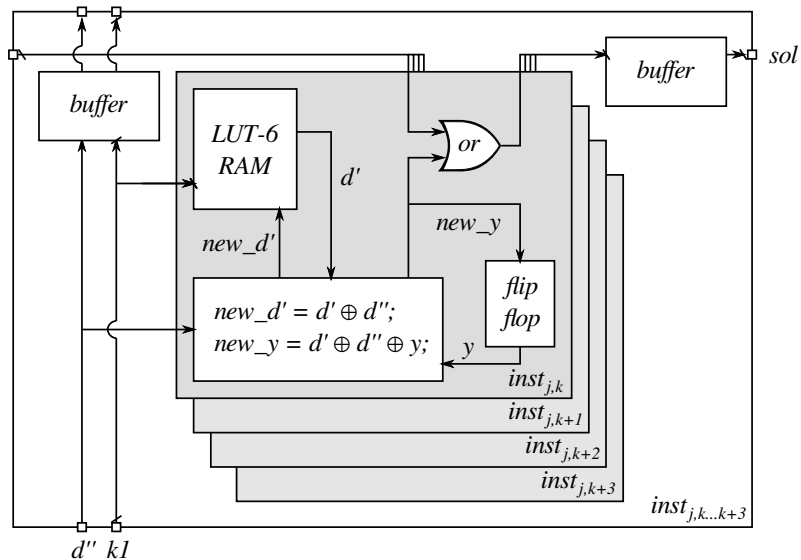 sol
buffer
buffer
LUT-6
RAM
or
d'
new_d'
new_y
new_d' = d' ⊕ d'';
new_y = d' ⊕ d'' ⊕ y;
flip
flop
y
inst_{j,k}
inst_{j,k+1}
inst_{j,k+2}
inst_{j,k+3}
inst_{j,k...k+3}
d'' k1